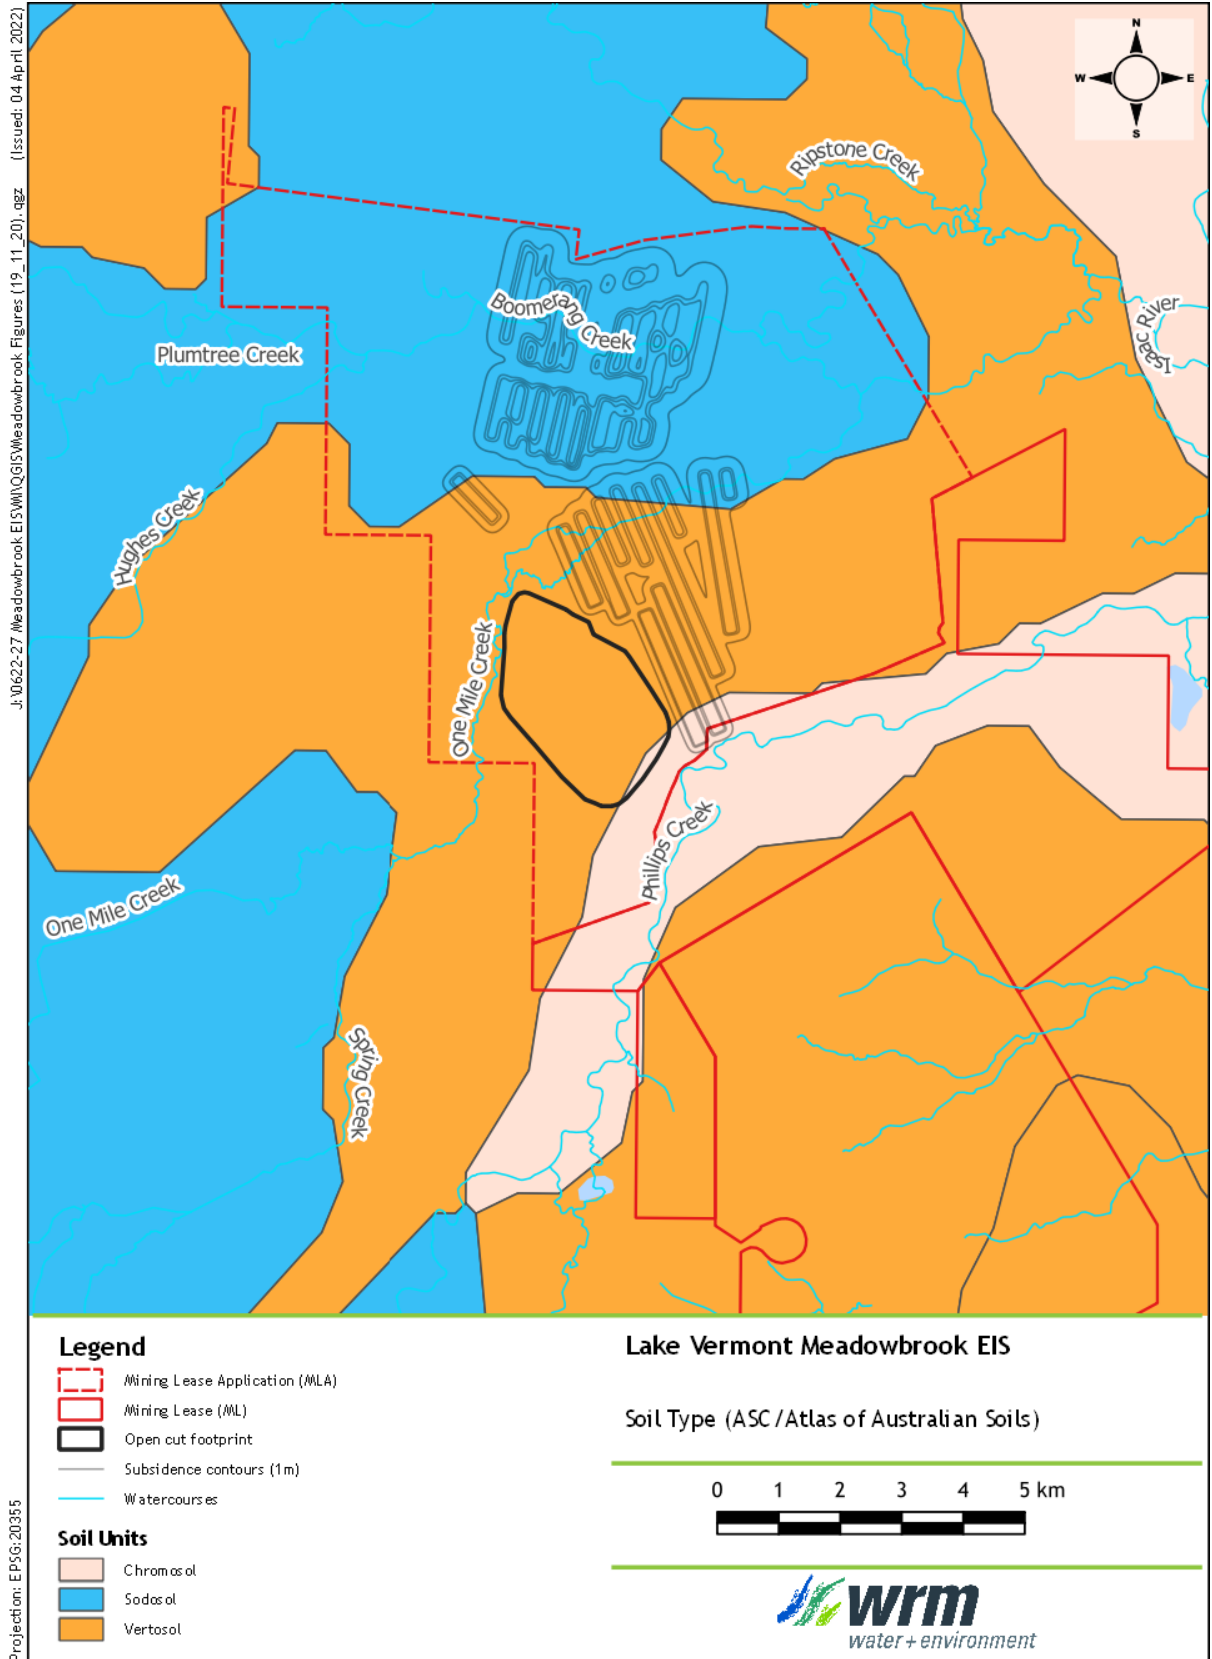 J:\0622-27 Meadowbrook EIS\WI\QGIS\Meadowbrook Figures (19_11_20).qgz (Issued: 04 April 2022)
N
W E
S
Ripstone Creek
Isaac River
Boomerang Creek
Plumtree Creek
Hughes Creek
One Mile Creek
Phillips Creek
One Mile Creek
Spring Creek
Projection: EPSG:20355
Legend
Mining Lease Application (MLA)
Mining Lease (ML)
Open cut footprint
Subsidence contours (1m)
Watercourses
Soil Units
Chromosol
Sodosol
Vertosol
Lake Vermont Meadowbrook EIS
Soil Type (ASC/Atlas of Australian Soils)
0 1 2 3 4 5 km
wrm
water+environment